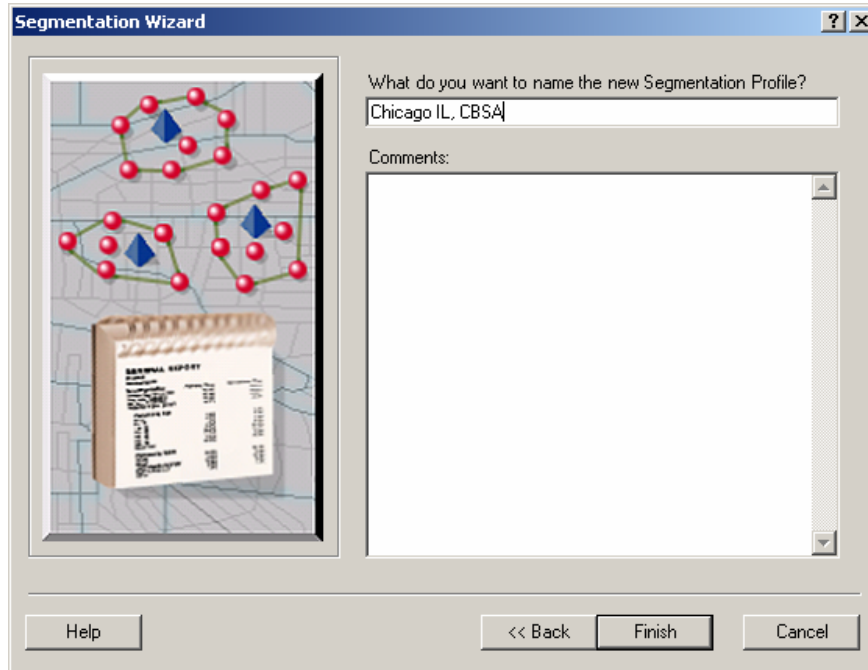 Segmentation Wizard
What do you want to name the new Segmentation Profile?
Chicago IL, CBSA
Comments:
Help
<< Back
Finish
Cancel